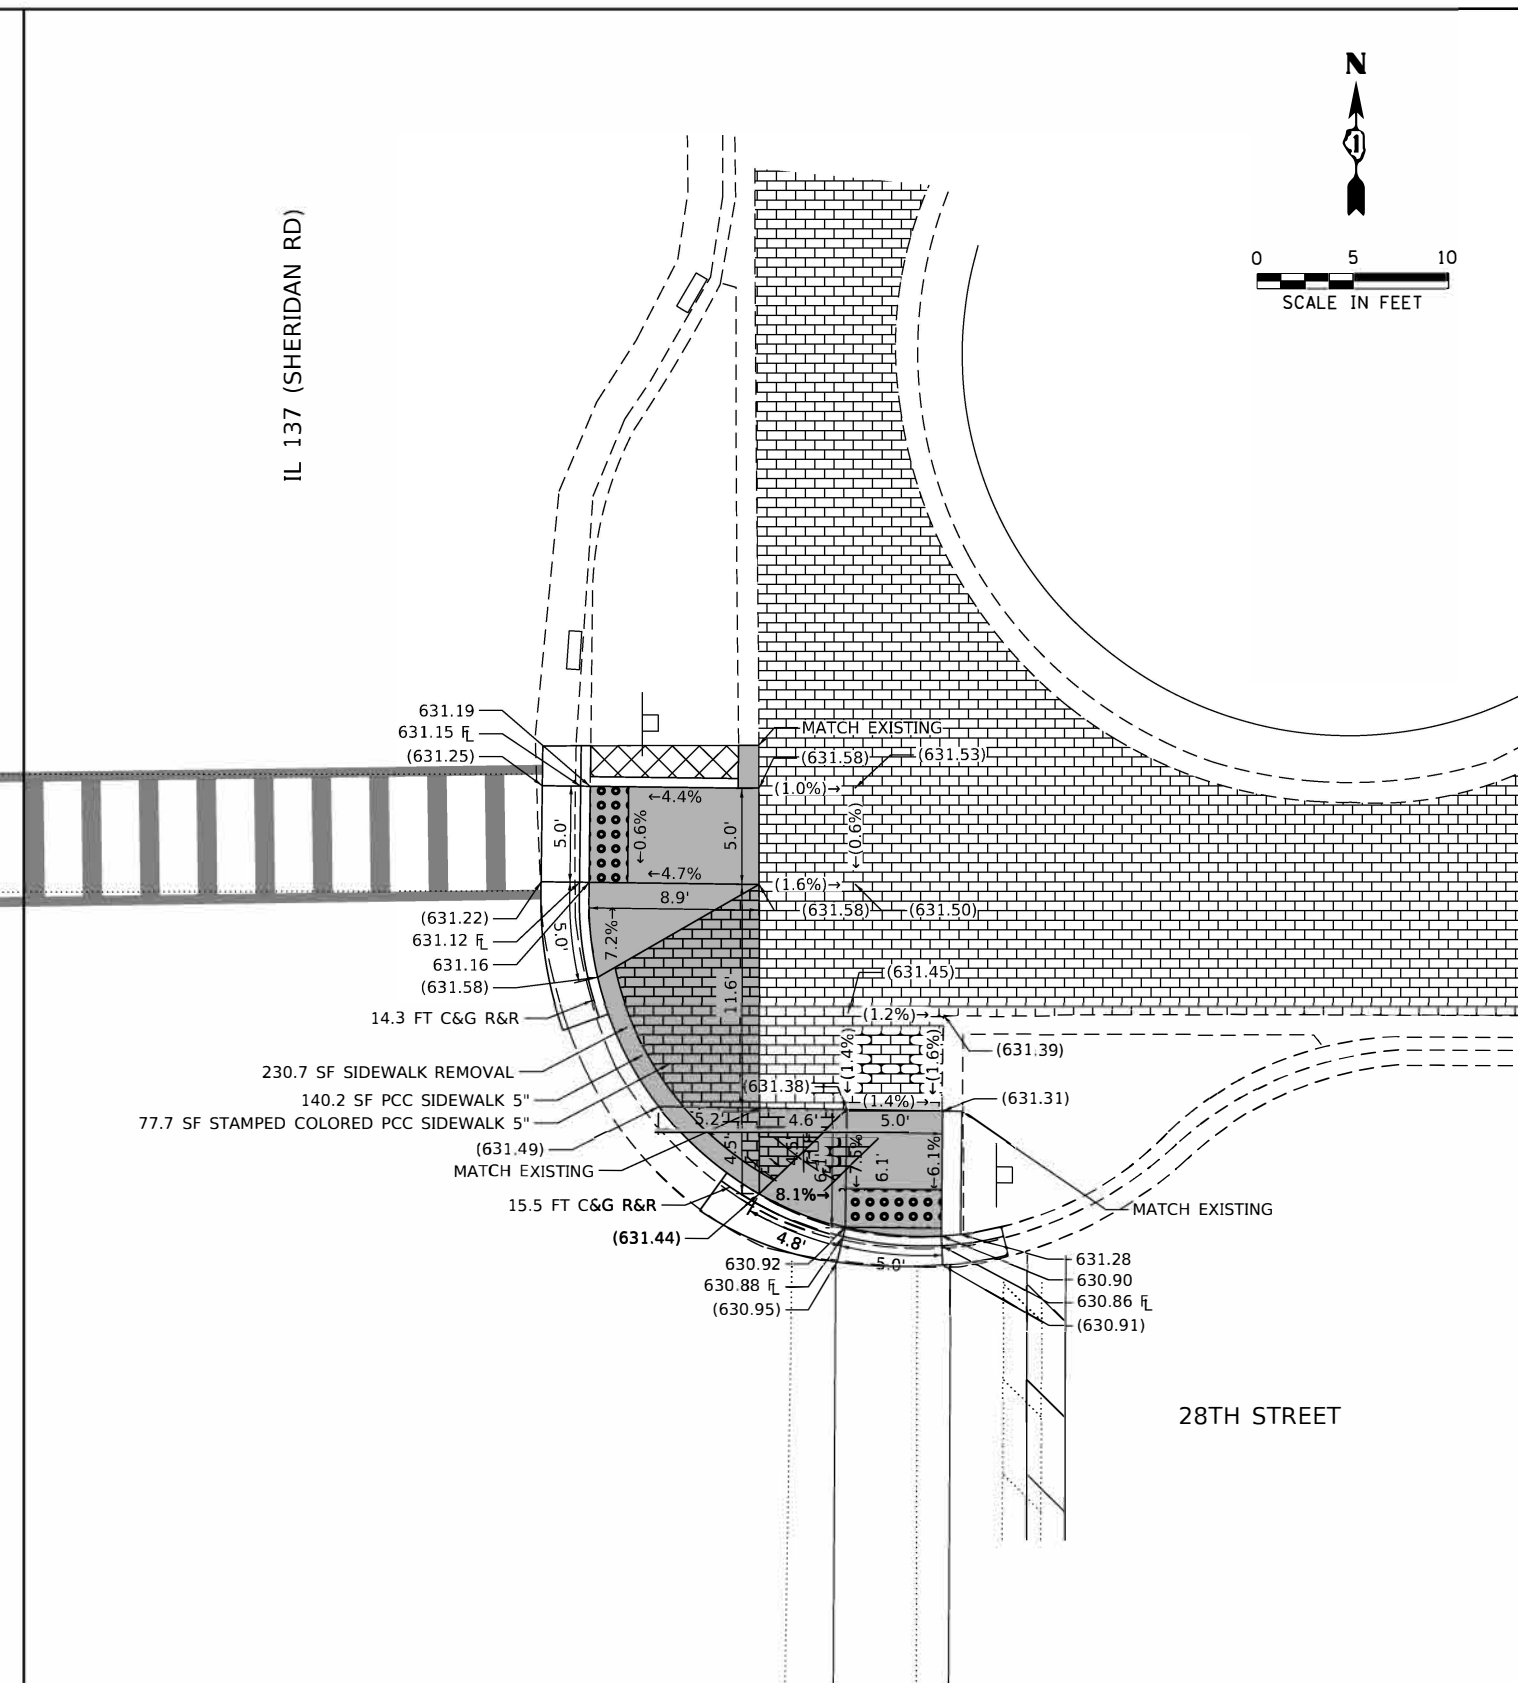 N
0 5 10
SCALE IN FEET
IL 137 (SHERIDAN RD)
631.19
631.15 FL
(631.25)
MATCH EXISTING
(631.58)
(631.53)
(1.0%)→
←4.4%
←0.6%
5.0'
5.0'
←(0.6%)
←4.7%
(1.6%)→
8.9'
(631.58)
(631.50)
(631.22)
631.12 FL
631.16
(631.58)
5.0'
7.2%→
11.6'
(631.45)
14.3 FT C&G R&R
(1.2%)→
(1.4%)
(1.6%)
(631.39)
230.7 SF SIDEWALK REMOVAL
(631.38)
140.2 SF PCC SIDEWALK 5"
(1.4%)→
(631.31)
77.7 SF STAMPED COLORED PCC SIDEWALK 5"
5.2'
4.6'
5.0'
(631.49)
4.5'
←7.5%
6.1'
←6.1%
MATCH EXISTING
8.1%→
15.5 FT C&G R&R
MATCH EXISTING
(631.44)
4.8'
5.0'
630.92
630.88 FL
(630.95)
631.28
630.90
630.86 FL
(630.91)
28TH STREET